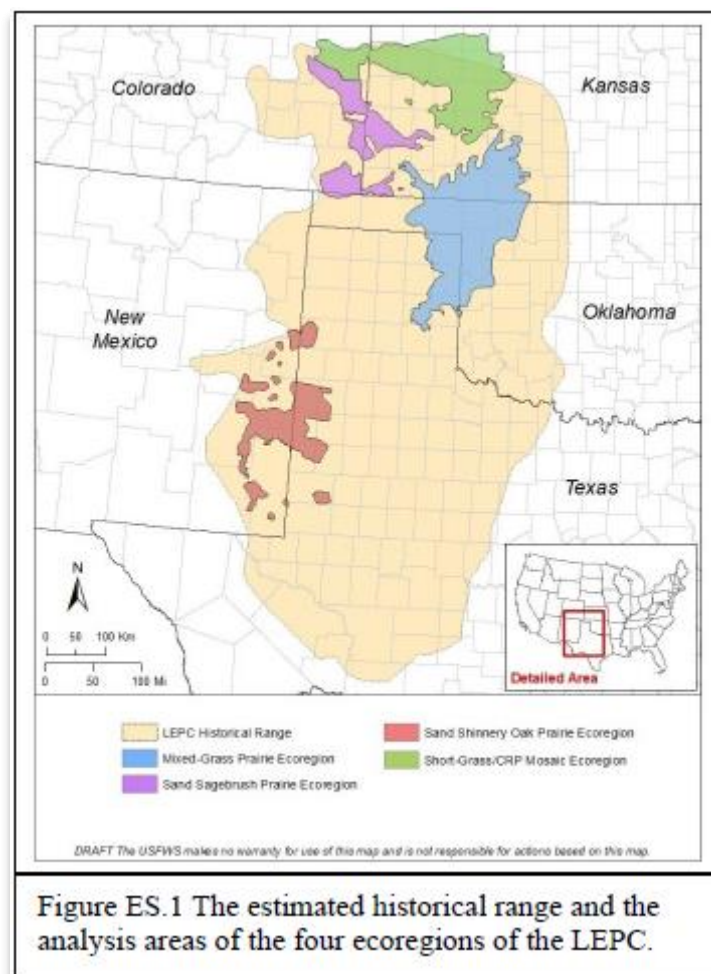 Colorado
Kansas
New
Mexico
Oklahoma
Texas
N
0 50 100 Km
0 50 100 Mi
Detailed Area
LEPC Historical Range
Mixed-Grass Prairie Ecoregion
Sand Sagebrush Prairie Ecoregion
Sand Shinnery Oak Prairie Ecoregion
Short-Grass/CRP Mosaic Ecoregion
DRAFT The USFWS makes no warranty for use of this map and is not responsible for actions based on this map.
Figure ES.1 The estimated historical range and the
analysis areas of the four ecoregions of the LEPC.